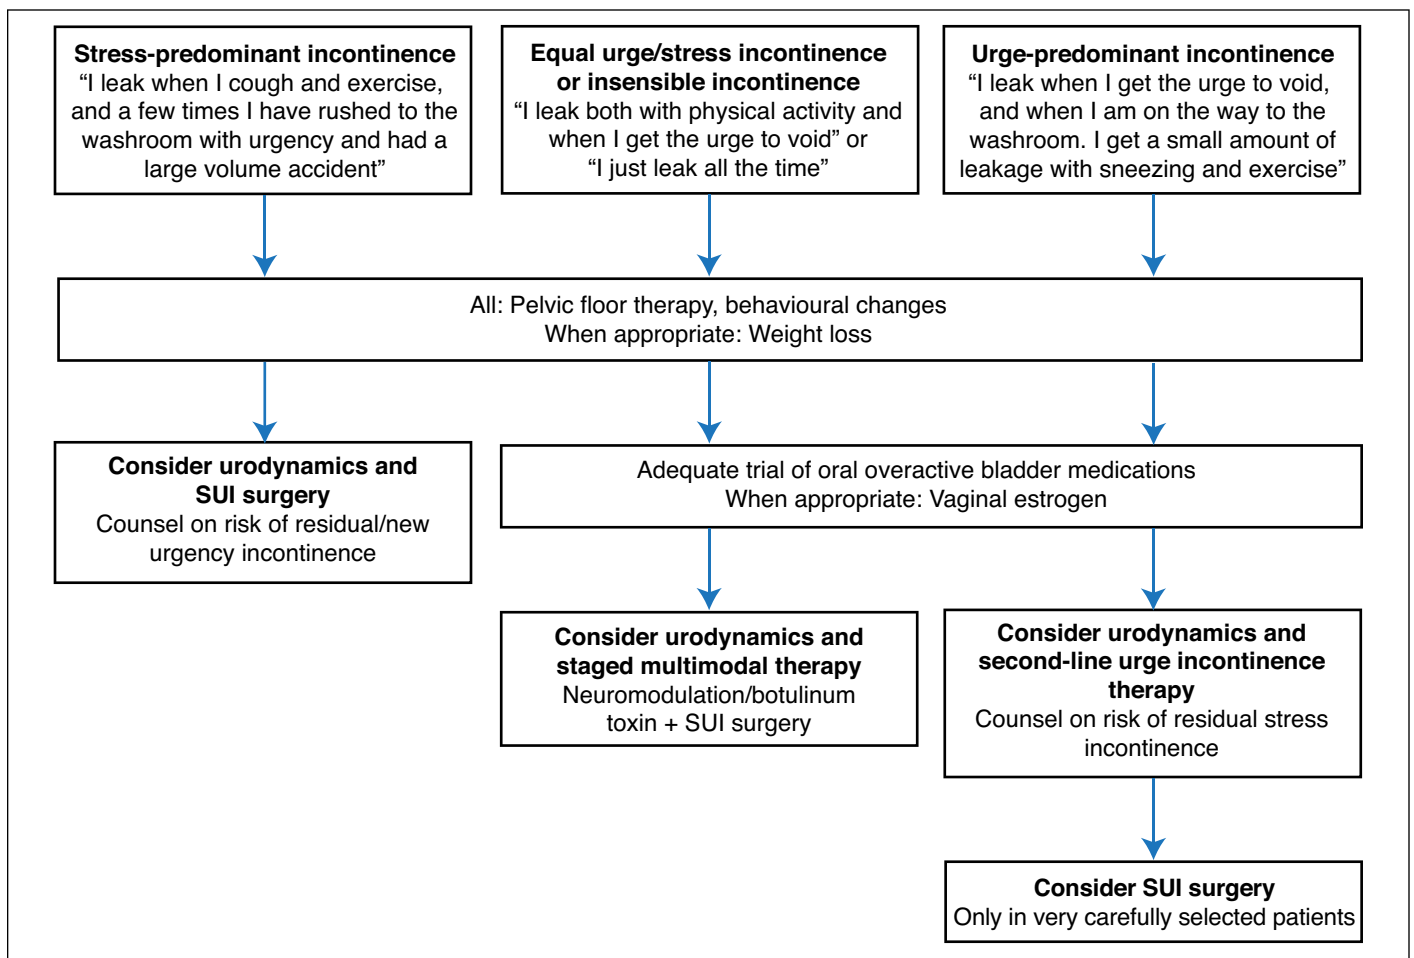 Stress-predominant incontinence
“I leak when I cough and exercise,
and a few times I have rushed to the
washroom with urgency and had a
large volume accident”
Equal urge/stress incontinence
or insensible incontinence
“I leak both with physical activity and
when I get the urge to void” or
“I just leak all the time”
Urge-predominant incontinence
“I leak when I get the urge to void,
and when I am on the way to the
washroom. I get a small amount of
leakage with sneezing and exercise”
All: Pelvic floor therapy, behavioural changes
When appropriate: Weight loss
Consider urodynamics and
SUI surgery
Counsel on risk of residual/new
urgency incontinence
Adequate trial of oral overactive bladder medications
When appropriate: Vaginal estrogen
Consider urodynamics and
staged multimodal therapy
Neuromodulation/botulinum
toxin + SUI surgery
Consider urodynamics and
second-line urge incontinence
therapy
Counsel on risk of residual stress
incontinence
Consider SUI surgery
Only in very carefully selected patients